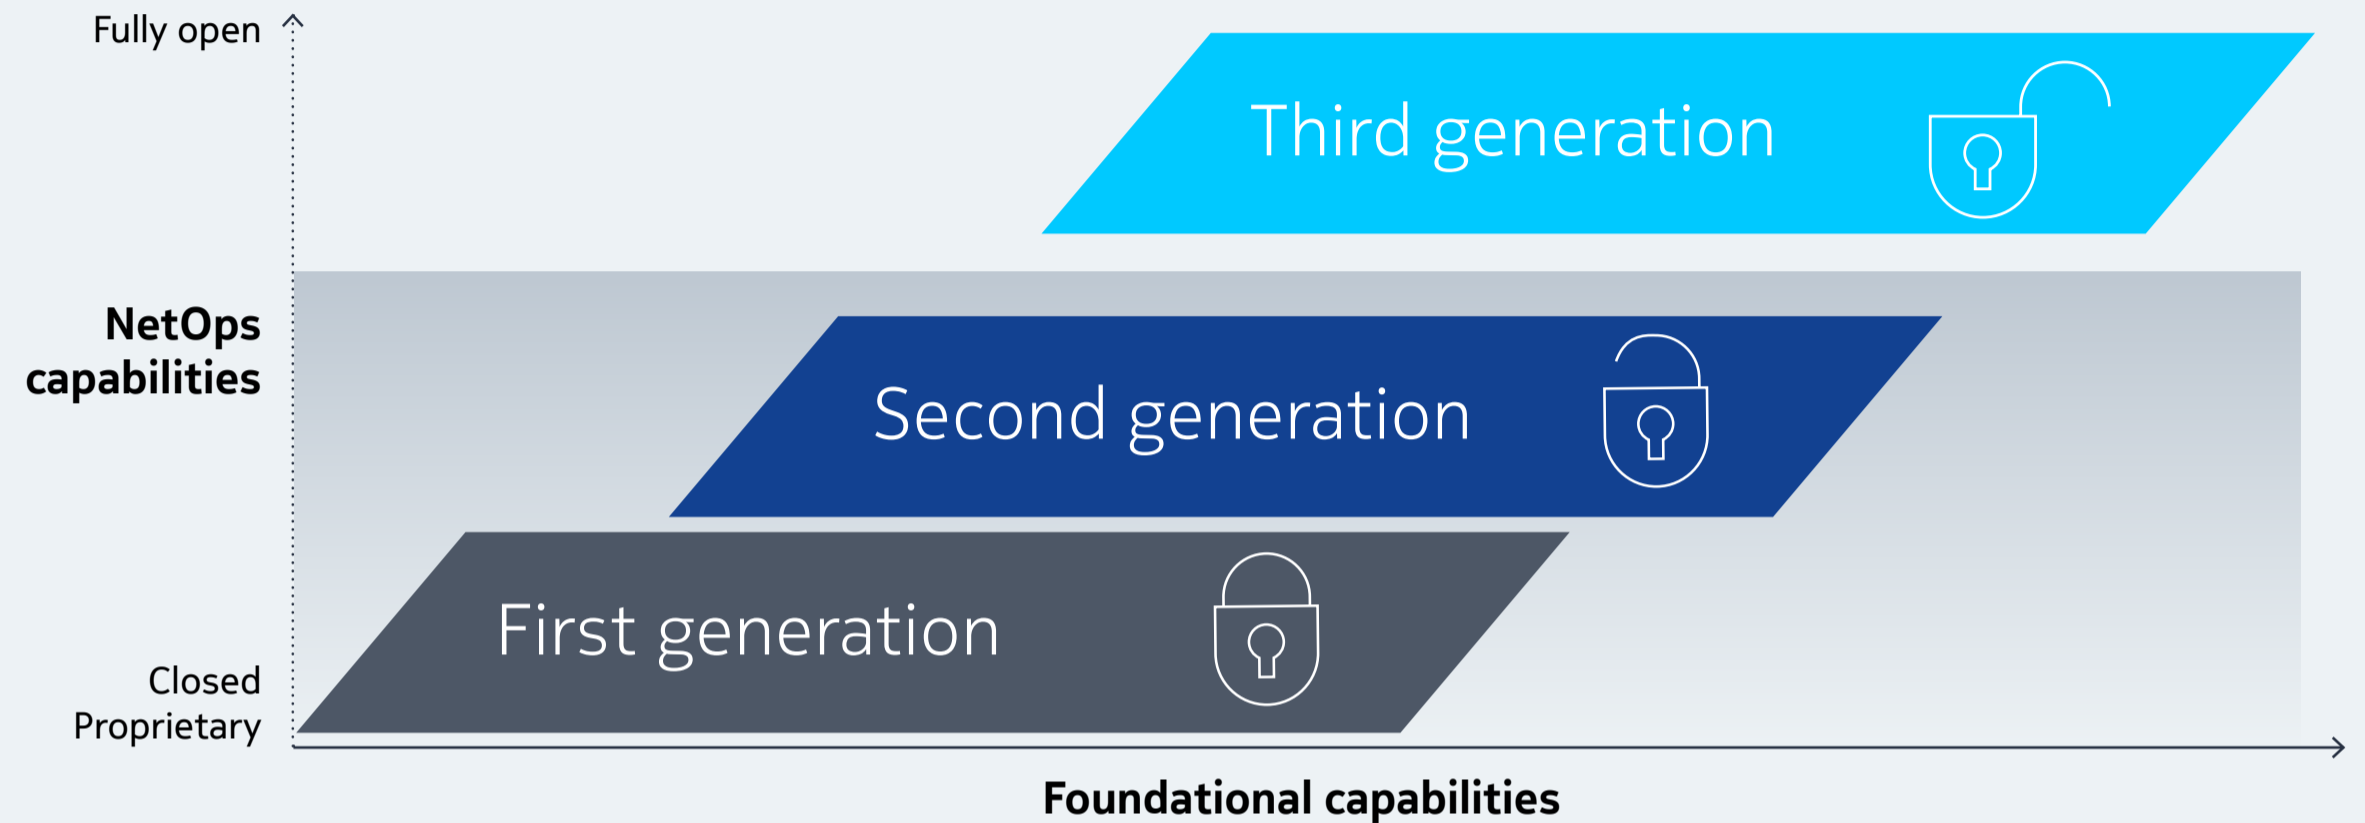 Fully open
Third generation
NetOps
capabilities
Second generation
First generation
Closed
Proprietary
Foundational capabilities